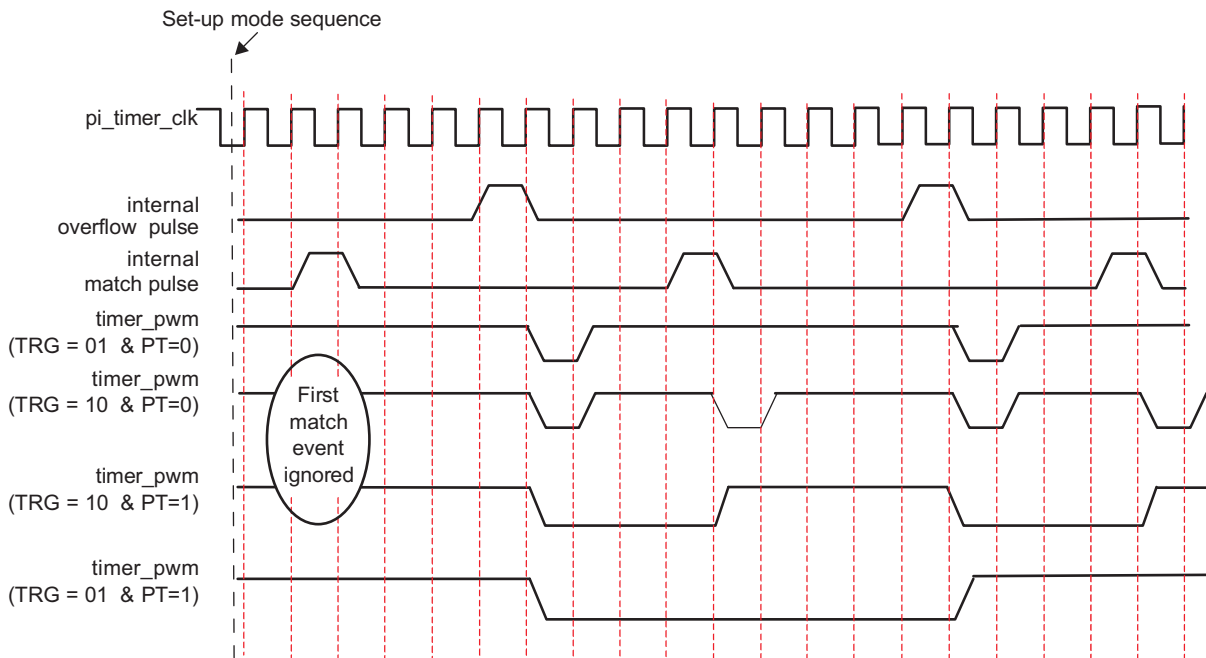 Set-up mode sequence
pi_timer_clk
internal
overflow pulse
internal
match pulse
timer_pwm
(TRG = 01 & PT=0)
timer_pwm
(TRG = 10 & PT=0)
First
match
event
ignored
timer_pwm
(TRG = 10 & PT=1)
timer_pwm
(TRG = 01 & PT=1)